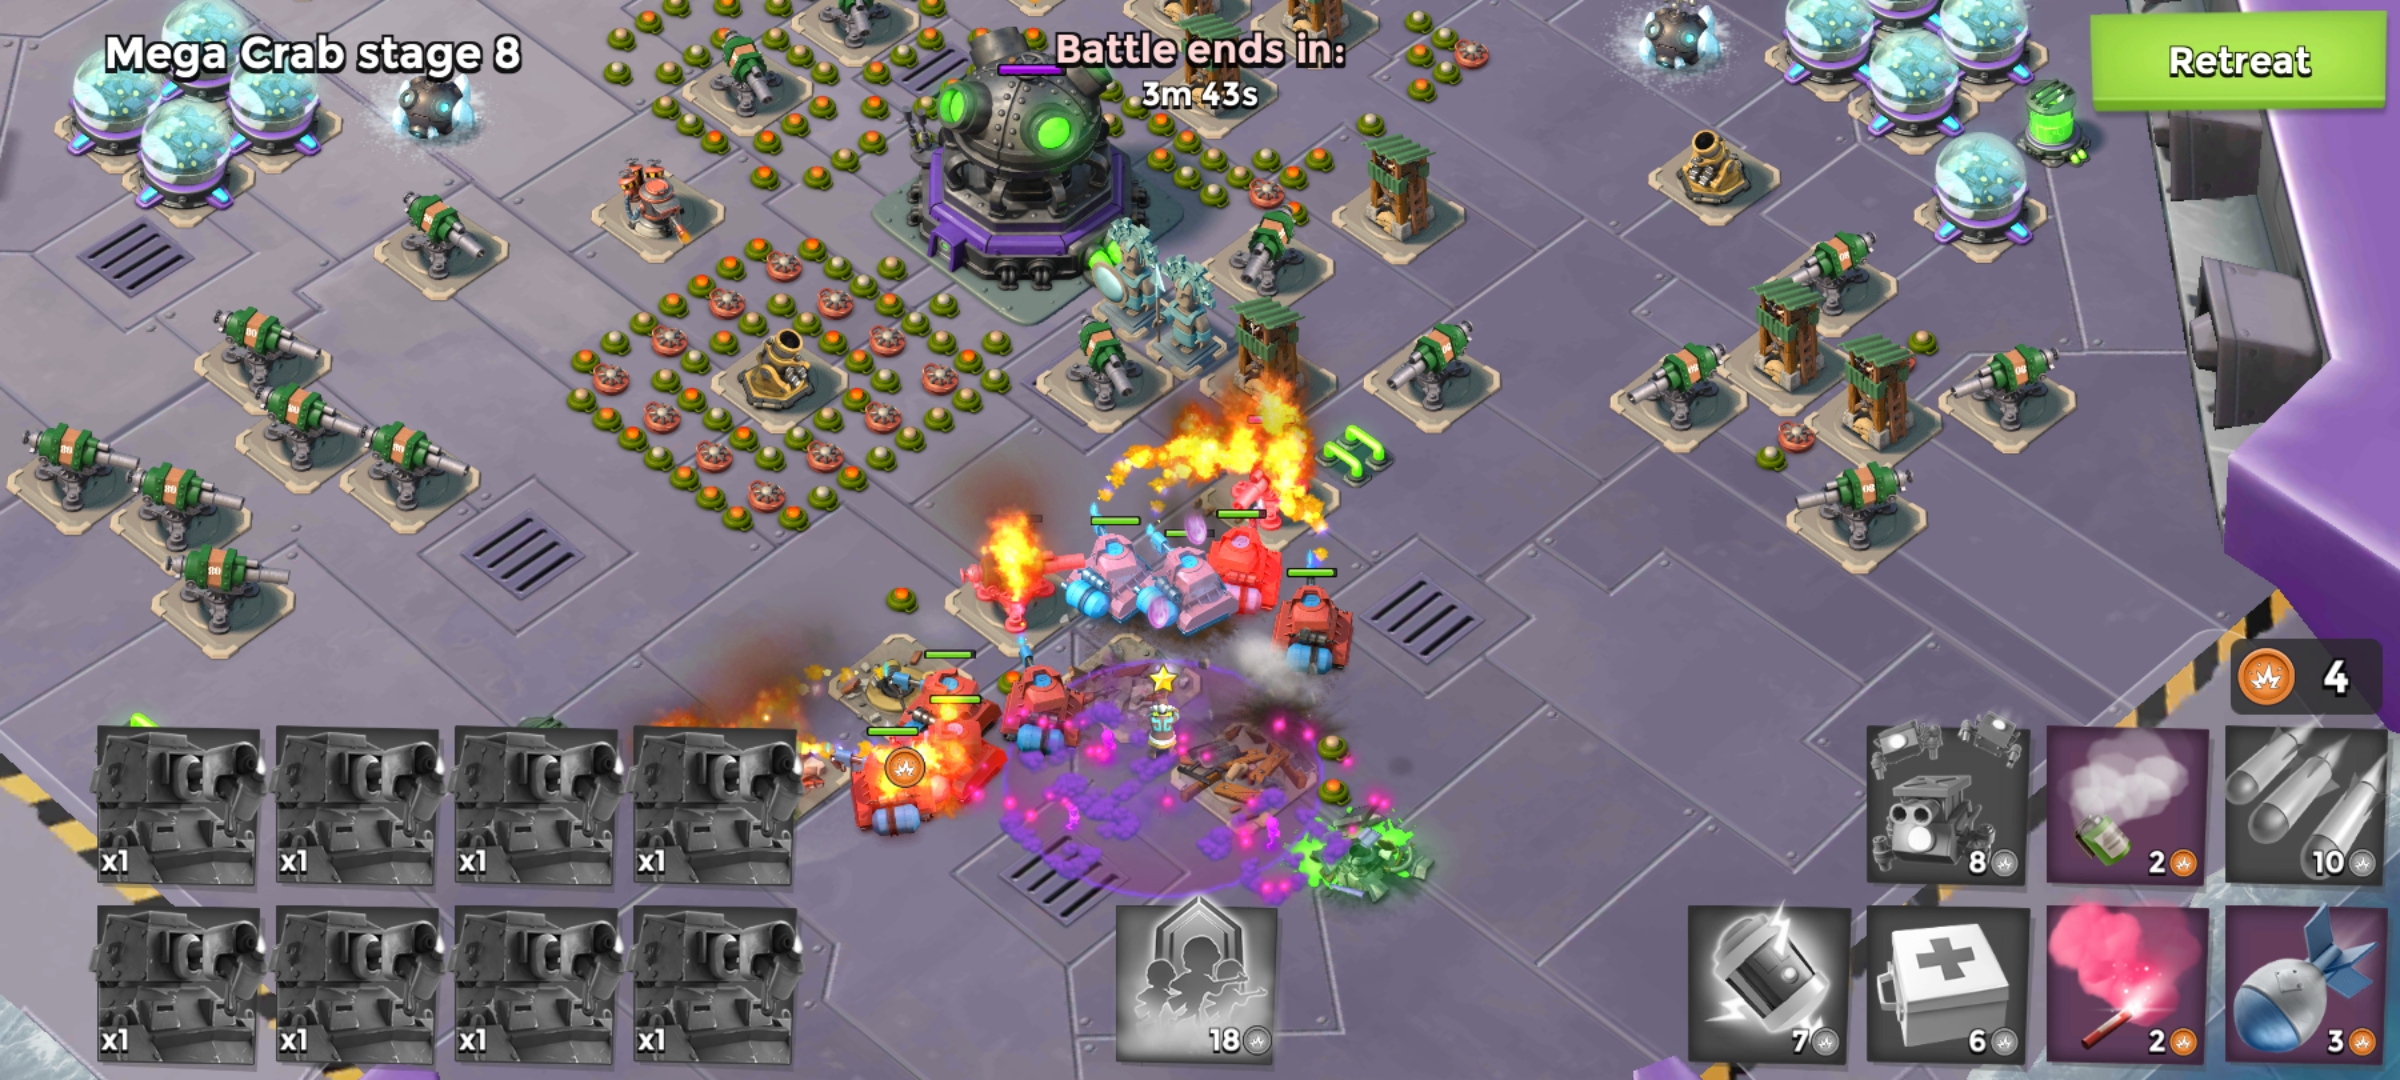 Mega Crab stage 8
Battle ends in:
3m 43s
Retreat
4
x1
x1
x1
x1
8
2
10
x1
x1
x1
x1
18
7
6
2
3